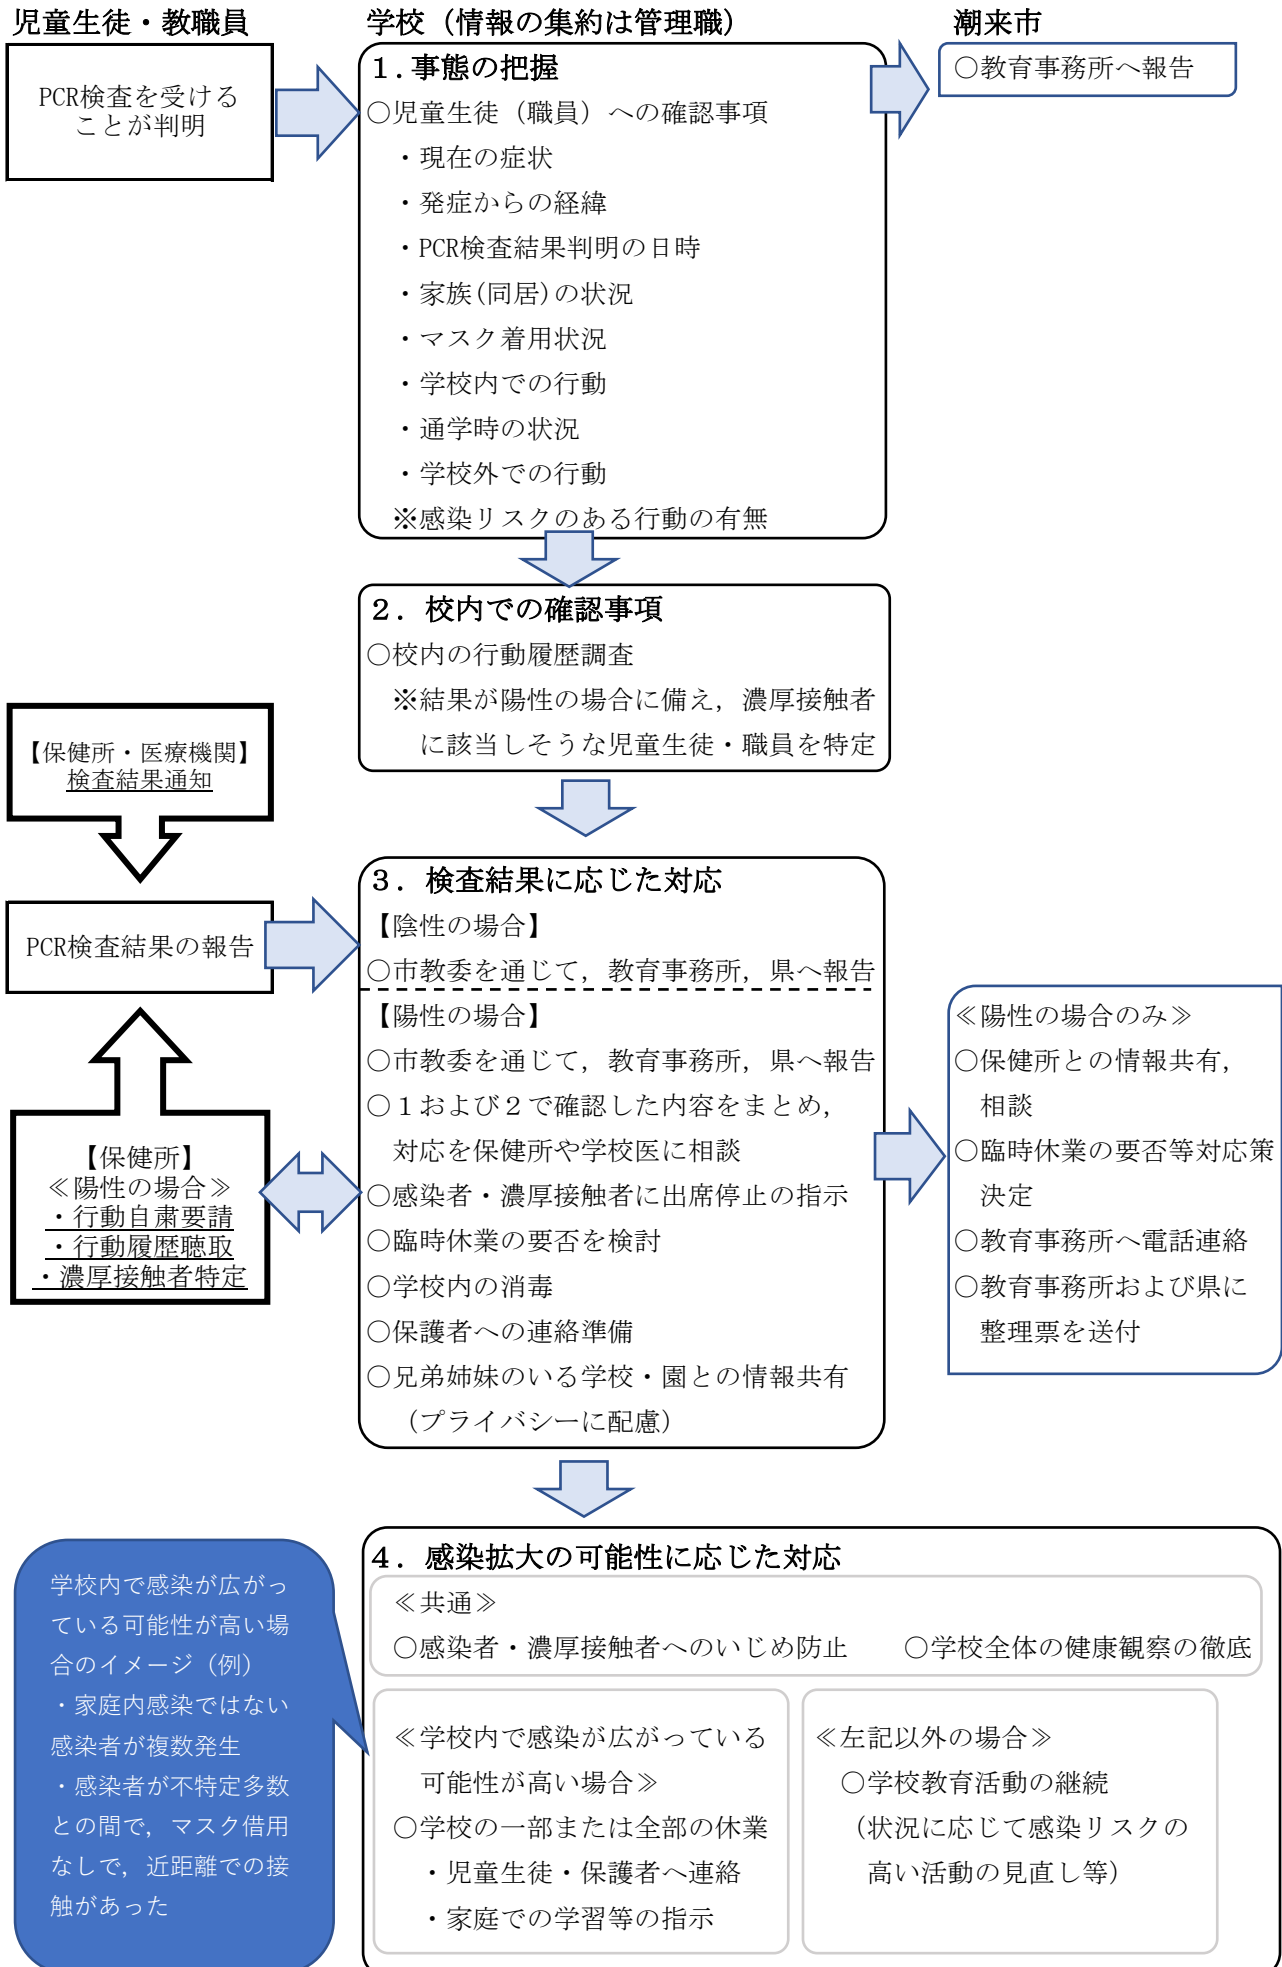 児童生徒・教職員
学校（情報の集約は管理職）
潮来市
PCR検査を受ける
ことが判明
１.事態の把握
○児童生徒（職員）への確認事項
・現在の症状
・発症からの経緯
・PCR検査結果判明の日時
・家族(同居)の状況
・マスク着用状況
・学校内での行動
・通学時の状況
・学校外での行動
※感染リスクのある行動の有無
○教育事務所へ報告
２．校内での確認事項
○校内の行動履歴調査
※結果が陽性の場合に備え，濃厚接触者
に該当しそうな児童生徒・職員を特定
【保健所・医療機関】
検査結果通知
PCR検査結果の報告
【保健所】
≪陽性の場合≫
・行動自粛要請
・行動履歴聴取
・濃厚接触者特定
３．検査結果に応じた対応
【陰性の場合】
○市教委を通じて，教育事務所，県へ報告
【陽性の場合】
○市教委を通じて，教育事務所，県へ報告
○１および２で確認した内容をまとめ，
対応を保健所や学校医に相談
○感染者・濃厚接触者に出席停止の指示
○臨時休業の要否を検討
○学校内の消毒
○保護者への連絡準備
○兄弟姉妹のいる学校・園との情報共有
（プライバシーに配慮）
≪陽性の場合のみ≫
○保健所との情報共有，
相談
○臨時休業の要否等対応策
決定
○教育事務所へ電話連絡
○教育事務所および県に
整理票を送付
学校内で感染が広がっ
ている可能性が高い場
合のイメージ（例）
・家庭内感染ではない
感染者が複数発生
・感染者が不特定多数
との間で，マスク借用
なしで，近距離での接
触があった
４．感染拡大の可能性に応じた対応
≪共通≫
○感染者・濃厚接触者へのいじめ防止　　○学校全体の健康観察の徹底
≪学校内で感染が広がっている
可能性が高い場合≫
○学校の一部または全部の休業
・児童生徒・保護者へ連絡
・家庭での学習等の指示
≪左記以外の場合≫
○学校教育活動の継続
（状況に応じて感染リスクの
高い活動の見直し等）